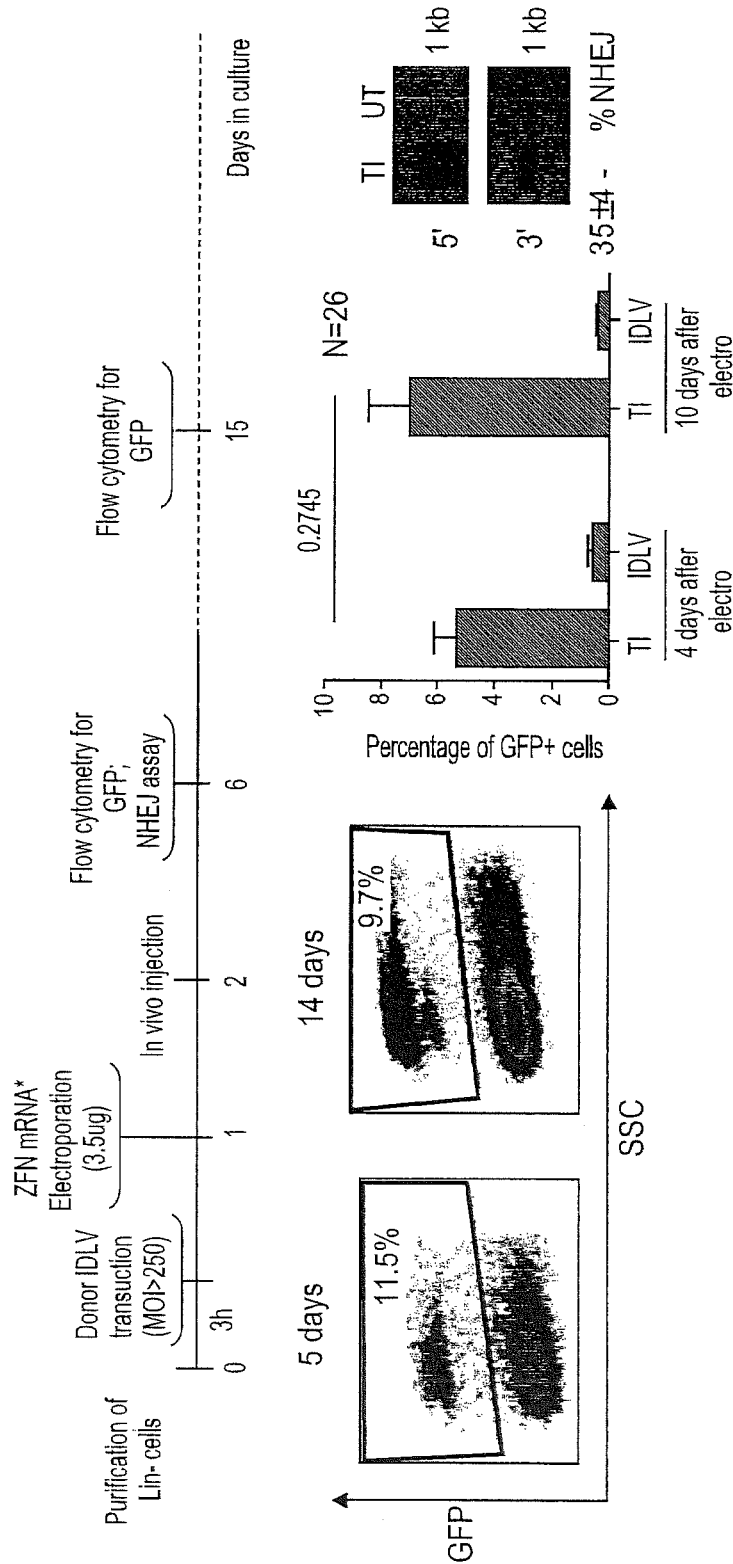 Purification of
Lin- cells
Donor IDLV
transuction
(MOI>250)
ZFN mRNA*
Electroporation
(3.5ug)
In vivo injection
Flow cytometry for
GFP;
NHEJ assay
Flow cytometry for
GFP
0
3h
1
2
6
15
Days in culture
5 days
11.5%
14 days
9.7%
GFP
SSC
Percentage of GFP+ cells
10
8
6
4
2
0
0.2745
N=26
TI
IDLV
TI
IDLV
4 days after
electro
10 days after
electro
TI UT
5' 1 kb
3' 1 kb
35±4 - % NHEJ